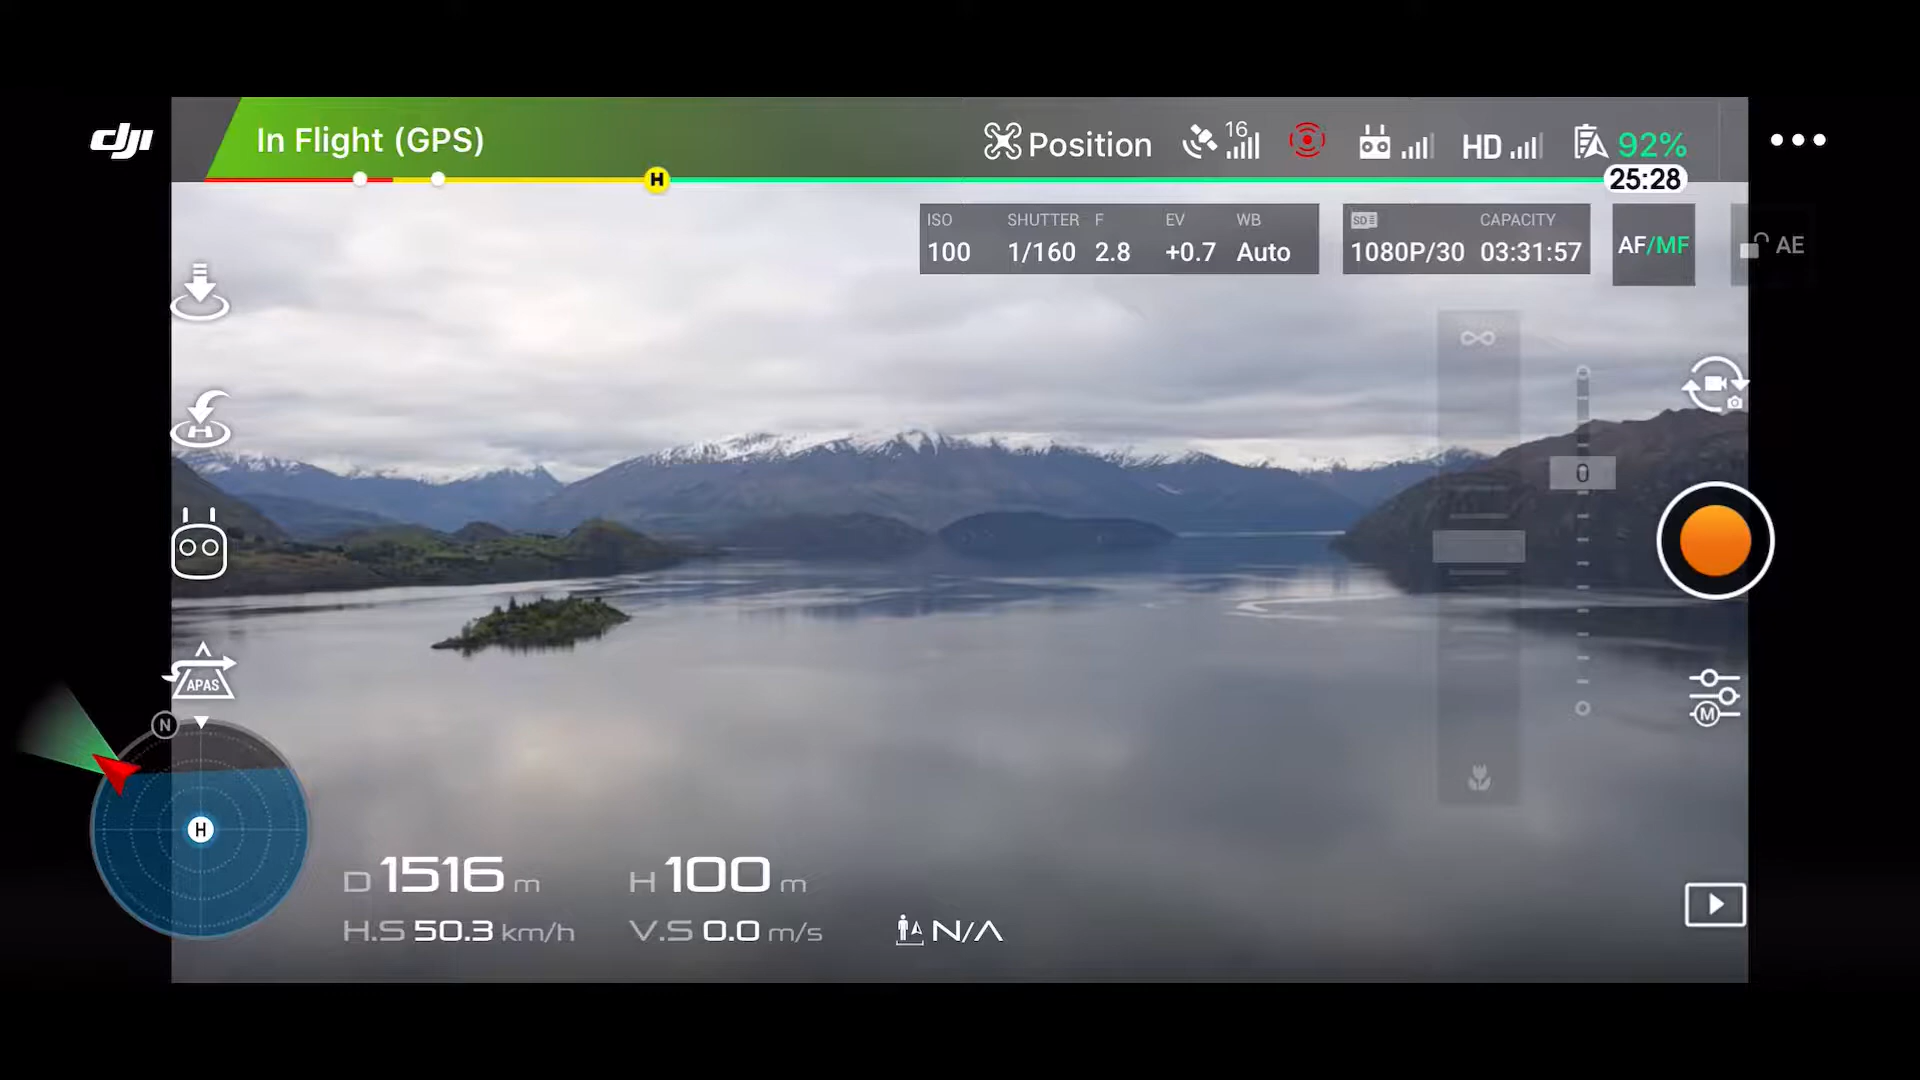 dji
In Flight (GPS)
Position
16
HD
92%
H
25:28
ISO SHUTTER F EV WB
100 1/160 2.8 +0.7 Auto
SD CAPACITY
1080P/30 03:31:57
AF/MF
AE
∞
0
H
APAS
M
N
H
D 1516 m H 100 m
H.S 50.3 km/h V.S 0.0 m/s N/A